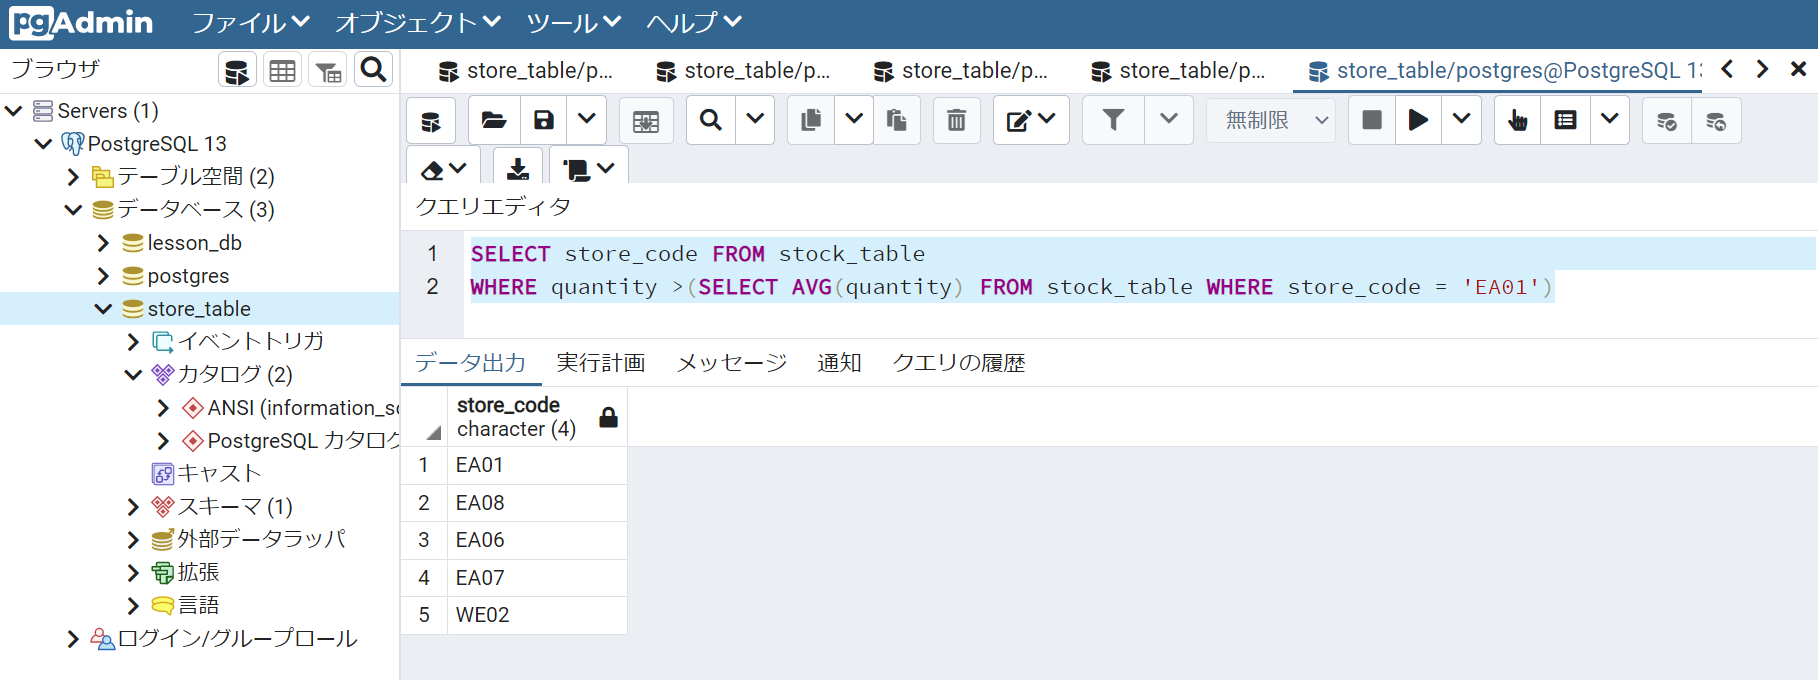 pgAdmin ファイル オブジェクト ツール ヘルプ
ブラウザ
store_table/p...
store_table/p...
store_table/p...
store_table/p...
store_table/postgres@PostgreSQL 13
無制限
Servers (1)
PostgreSQL 13
テーブル空間 (2)
データベース (3)
lesson_db
postgres
store_table
イベントトリガ
カタログ (2)
ANSI (information_sc
PostgreSQL カタログ
キャスト
スキーマ (1)
外部データラッパ
拡張
言語
ログイン/グループロール
クエリエディタ
1 SELECT store_code FROM stock_table
2 WHERE quantity >(SELECT AVG(quantity) FROM stock_table WHERE store_code = 'EA01')
データ出力 実行計画 メッセージ 通知 クエリの履歴
store_code
character (4)
1 EA01
2 EA08
3 EA06
4 EA07
5 WE02